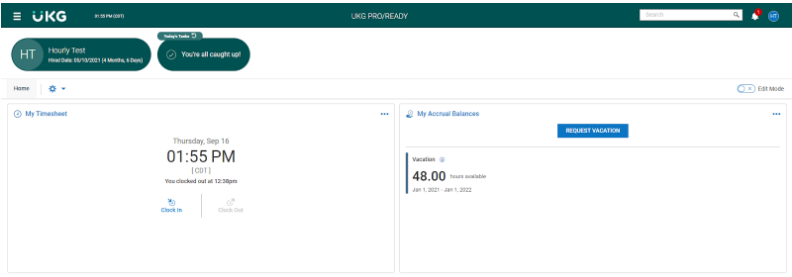 UKG
01:55 PM (CDT)
UKG PRO/READY
Search
HT
HT
Hourly Test
Hired Date: 05/10/2021 (4 Months, 6 Days)
Today's Tasks
You're all caught up!
Home
Edit Mode
My Timesheet
Thursday, Sep 16
01:55 PM
[ CDT ]
You clocked out at 12:38pm
Clock In
Clock Out
My Accrual Balances
REQUEST VACATION
Vacation
48.00 hours available
Jan 1, 2021 - Jan 1, 2022